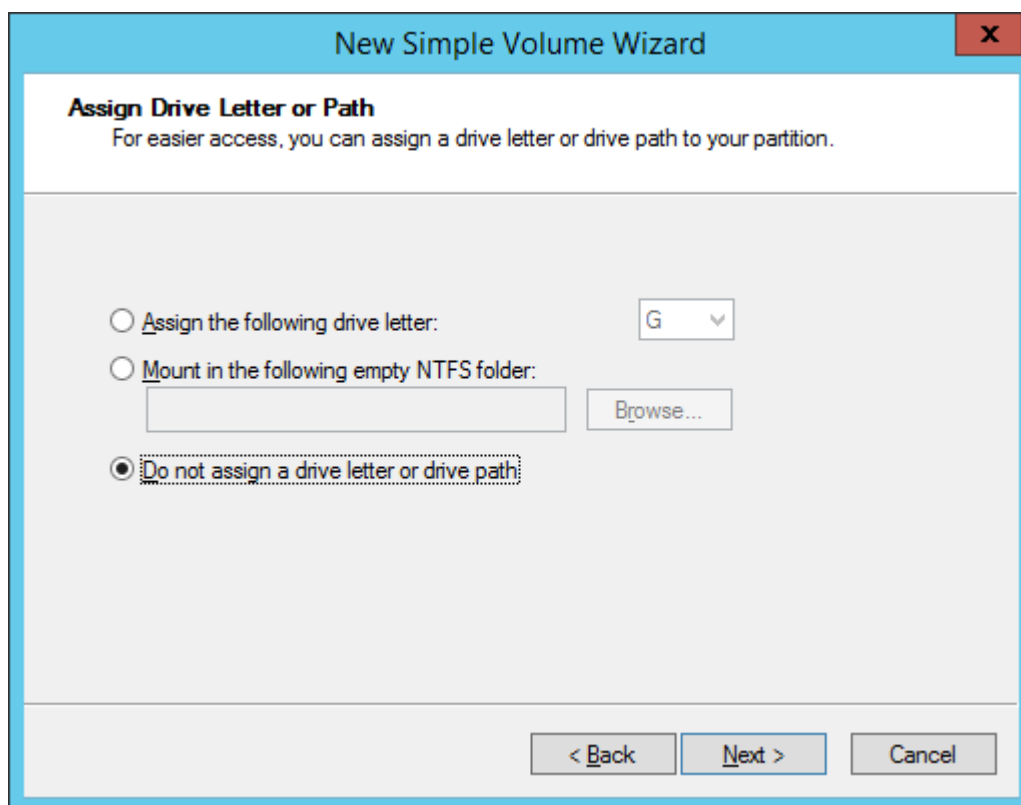 New Simple Volume Wizard
x
Assign Drive Letter or Path
For easier access, you can assign a drive letter or drive path to your partition.
Assign the following drive letter: G
Mount in the following empty NTFS folder:
Browse...
Do not assign a drive letter or drive path
< Back Next > Cancel